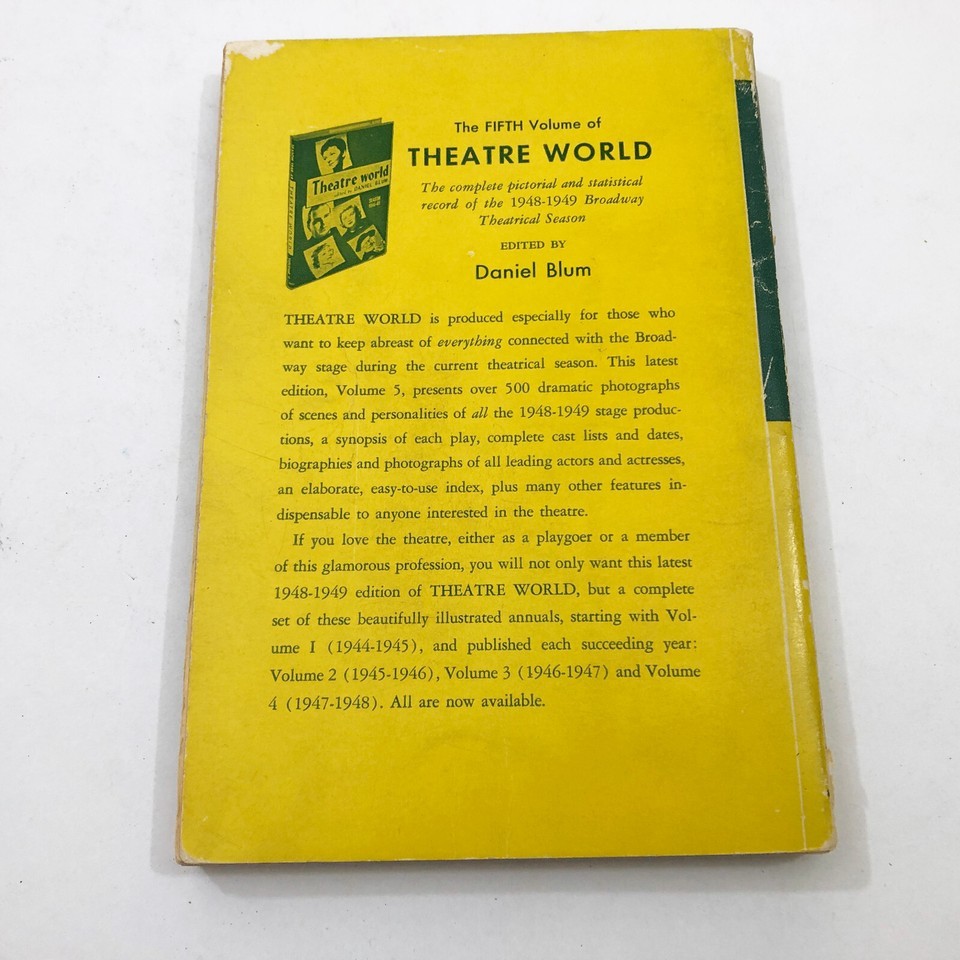 The FIFTH Volume of
THEATRE WORLD
The complete pictorial and statistical
record of the 1948-1949 Broadway
Theatrical Season
EDITED BY
Daniel Blum
Theatre world
edited by DANIEL BLUM
THEATRE WORLD is produced especially for those who
want to keep abreast of everything connected with the Broad-
way stage during the current theatrical season. This latest
edition, Volume 5, presents over 500 dramatic photographs
of scenes and personalities of all the 1948-1949 stage produc-
tions, a synopsis of each play, complete cast lists and dates,
biographies and photographs of all leading actors and actresses,
an elaborate, easy-to-use index, plus many other features in-
dispensable to anyone interested in the theatre.
If you love the theatre, either as a playgoer or a member
of this glamorous profession, you will not only want this latest
1948-1949 edition of THEATRE WORLD, but a complete
set of these beautifully illustrated annuals, starting with Vol-
ume I (1944-1945), and published each succeeding year:
Volume 2 (1945-1946), Volume 3 (1946-1947) and Volume
4 (1947-1948). All are now available.